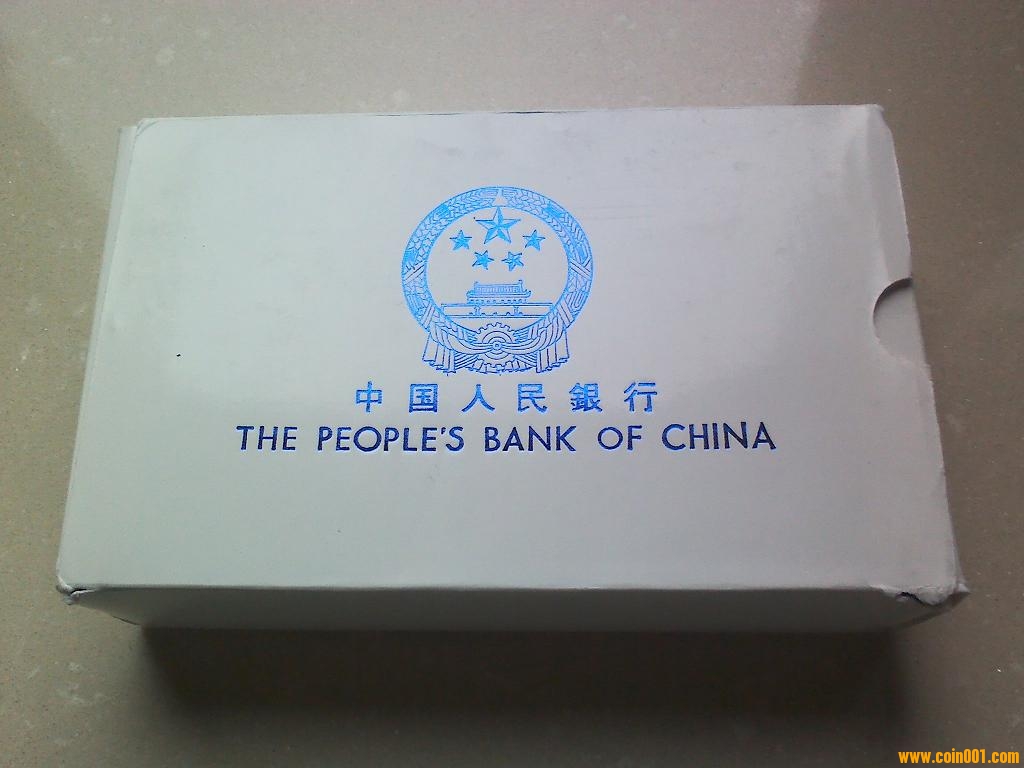 中国人民銀行
THE PEOPLE'S BANK OF CHINA
www.coin001.com